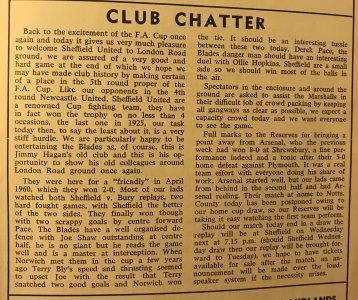 CLUB CHATTER
Back to the excitement of the F.A. Cup once
again and today it gives us very much pleasure
to welcome Sheffield United to London Road
ground, we are assured of a very good and
hard game at the end of which we hope we
may have made club history by making certain
of a place in the 5th round proper of the
F.A. Cup. Like our opponents in the 4th
round Newcastle United, Sheffield United are
a renowned Cup fighting team, they have
in fact won the trophy on no less than 4
occasions, the last one in 1925, our task
today then, to say the least about it, is a very
stiff hurdle. We are particularly happy to be
entertaining the Blades as, of course, this is
Jimmy Hagan's old club and this is his op-
portunity to show his old colleagues around
London Road ground once again.
They were here for a "friendly" in April
1960, which they won 2-0. Most of our lads
watched both Sheffield v. Bury replays, two
hard fought games, with Sheffield the better
of the two sides. They finally won though
with two scrappy goals by centre forward
Pace. The Blades have a well organised de-
fence with Joe Shaw outstanding at centre
half, he is no giant but he reads the game
well and is a master at interception. When
Norwich met them in the cup a few years
ago Terry Bly's speed and thrusting seemed
to upset Joe with the result that Terry
snatched two good goals and Norwich won
the tie. It should be an interesting tussle
between these two today, Derek Pace, the
Blades danger man should have an interesting
duel with Ollie Hopkins. Sheffield are a small
side so we should win most of the balls in
the air.
Spectators in the enclosure and around the
ground are asked to assist the Marshalls in
their difficult job of crowd packing by keeping
all gangways as clear as possible, we expect a
capacity crowd today and we want everyone
to see the game.
Full marks to the Reserves for bringing a
point away from Arsenal, who the previous
week had won 8-0 at Shrewsbury, a fine per-
formance indeed and a tonic after their 5-0
home defeat against Plymouth. It was a real
team effort with everyone doing his share of
work. Arsenal started well, but our lads came
from behind in the second half and had Ar-
senal reeling. Their match at home to Notts.
County today has been postponed owing to
our home cup draw, so our Reserves will be
taking it easy watching the first team perform.
Should our match today end in a draw the
replay will be at Sheffield on Wednesday
next at 7.15 p.m. (should Sheffield Wednes-
day draw then our replay will be brought for-
ward to Tuesday), we hope to have tickets
available for sale after the match, an an-
nouncement will be made over the loud-
speaker system if the necessity arises.